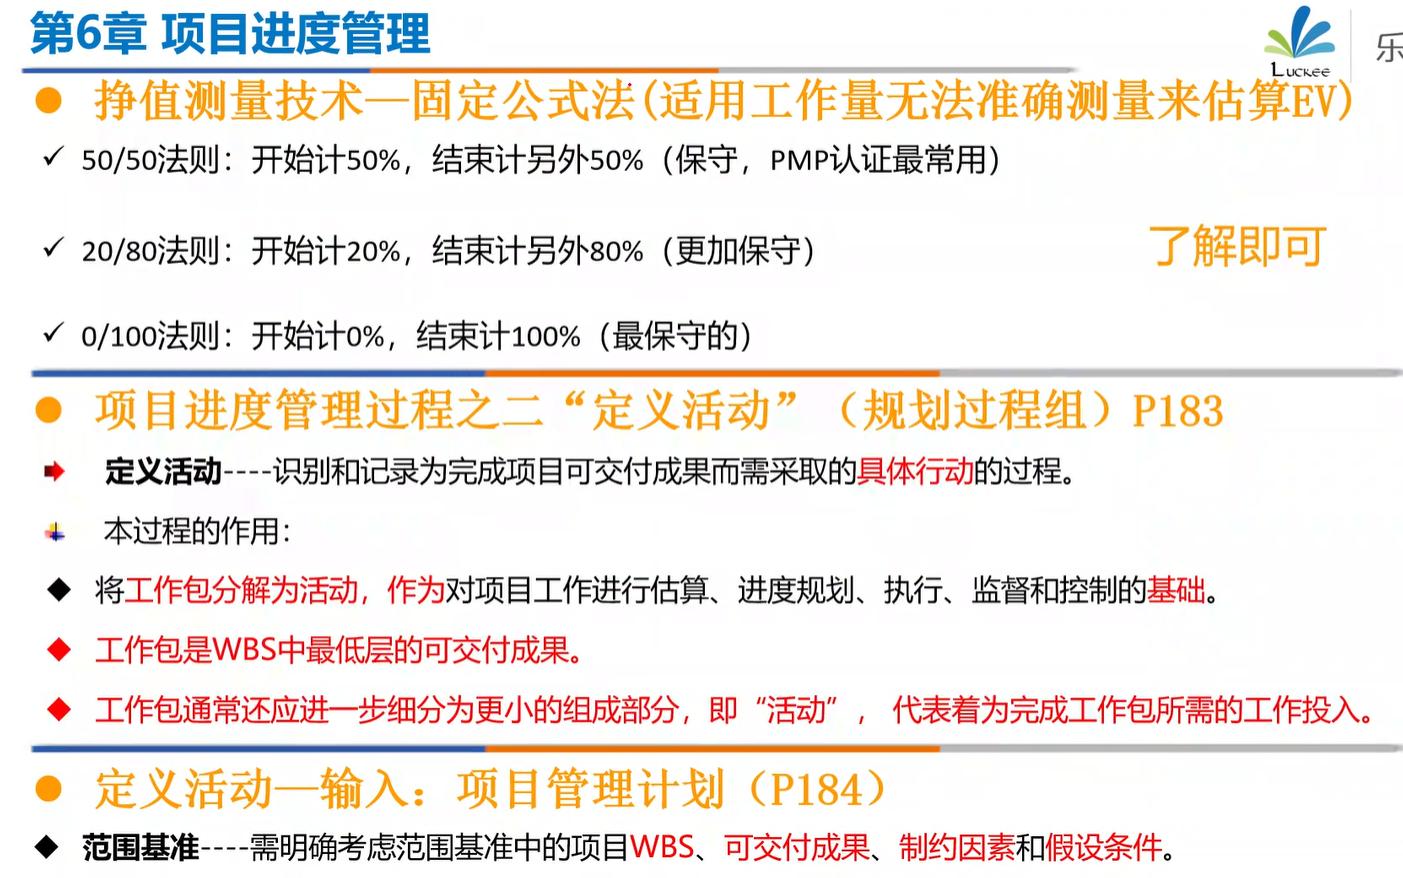 第6章 项目进度管理
Luckee
乐
挣值测量技术—固定公式法(适用工作量无法准确测量来估算EV)
50/50法则：开始计50%，结束计另外50%（保守，PMP认证最常用）
20/80法则：开始计20%，结束计另外80%（更加保守）
了解即可
0/100法则：开始计0%，结束计100%（最保守的）
项目进度管理过程之二“定义活动”（规划过程组）P183
定义活动----识别和记录为完成项目可交付成果而需采取的具体行动的过程。
本过程的作用：
将工作包分解为活动，作为对项目工作进行估算、进度规划、执行、监督和控制的基础。
工作包是WBS中最低层的可交付成果。
工作包通常还应进一步细分为更小的组成部分，即“活动”，代表着为完成工作包所需的工作投入。
定义活动—输入：项目管理计划（P184）
范围基准----需明确考虑范围基准中的项目WBS、可交付成果、制约因素和假设条件。